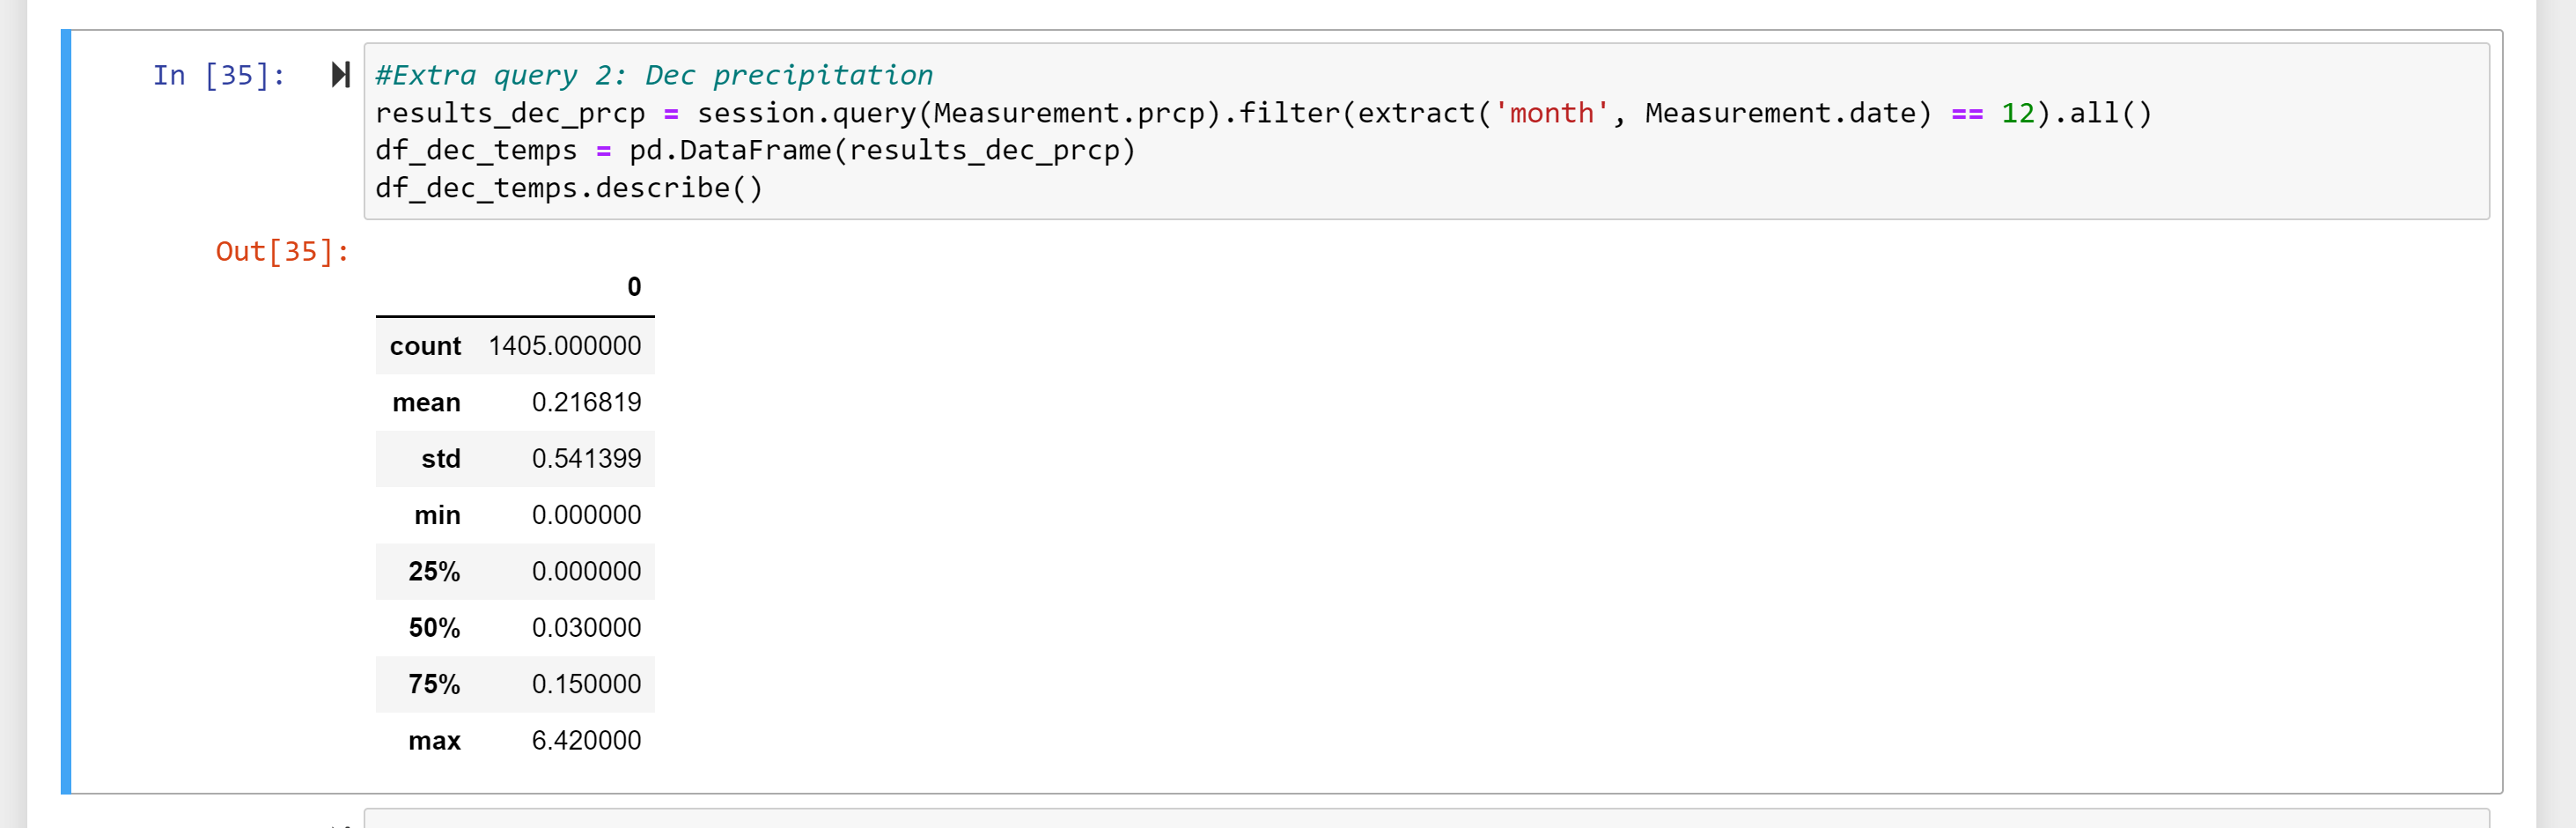 In [35]:
#Extra query 2: Dec precipitation
results_dec_prcp = session.query(Measurement.prcp).filter(extract('month', Measurement.date) == 12).all()
df_dec_temps = pd.DataFrame(results_dec_prcp)
df_dec_temps.describe()
Out[35]:
0
count 1405.000000
mean 0.216819
std 0.541399
min 0.000000
25% 0.000000
50% 0.030000
75% 0.150000
max 6.420000